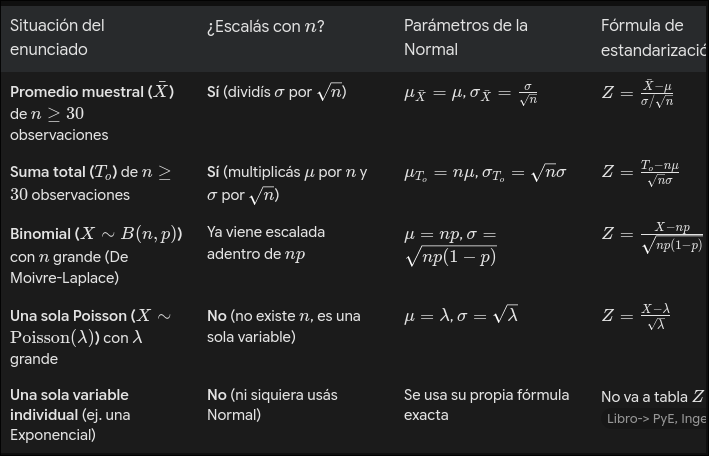 Situación del enunciado	¿Escalás con n?	Parámetros de la Normal	Fórmula de estandarizació
Promedio muestral (X̄) de n ≥ 30 observaciones	Sí (dividís σ por √n)	μ_X̄ = μ, σ_X̄ = σ/√n	Z = (X̄−μ)/(σ/√n)
Suma total (T_o) de n ≥ 30 observaciones	Sí (multiplicás μ por n y σ por √n)	μ_{T_o} = nμ, σ_{T_o} = √nσ	Z = (T_o−nμ)/(√nσ)
Binomial (X ∼ B(n, p)) con n grande (De Moivre-Laplace)	Ya viene escalada adentro de np	μ = np, σ = √(np(1 − p))	Z = (X−np)/√(np(1−p))
Una sola Poisson (X ∼ Poisson(λ)) con λ grande	No (no existe n, es una sola variable)	μ = λ, σ = √λ	Z = (X−λ)/√λ
Una sola variable individual (ej. una Exponencial)	No (ni siquiera usás Normal)	Se usa su propia fórmula exacta	No va a tabla Z
Libro-> PyE, Inge